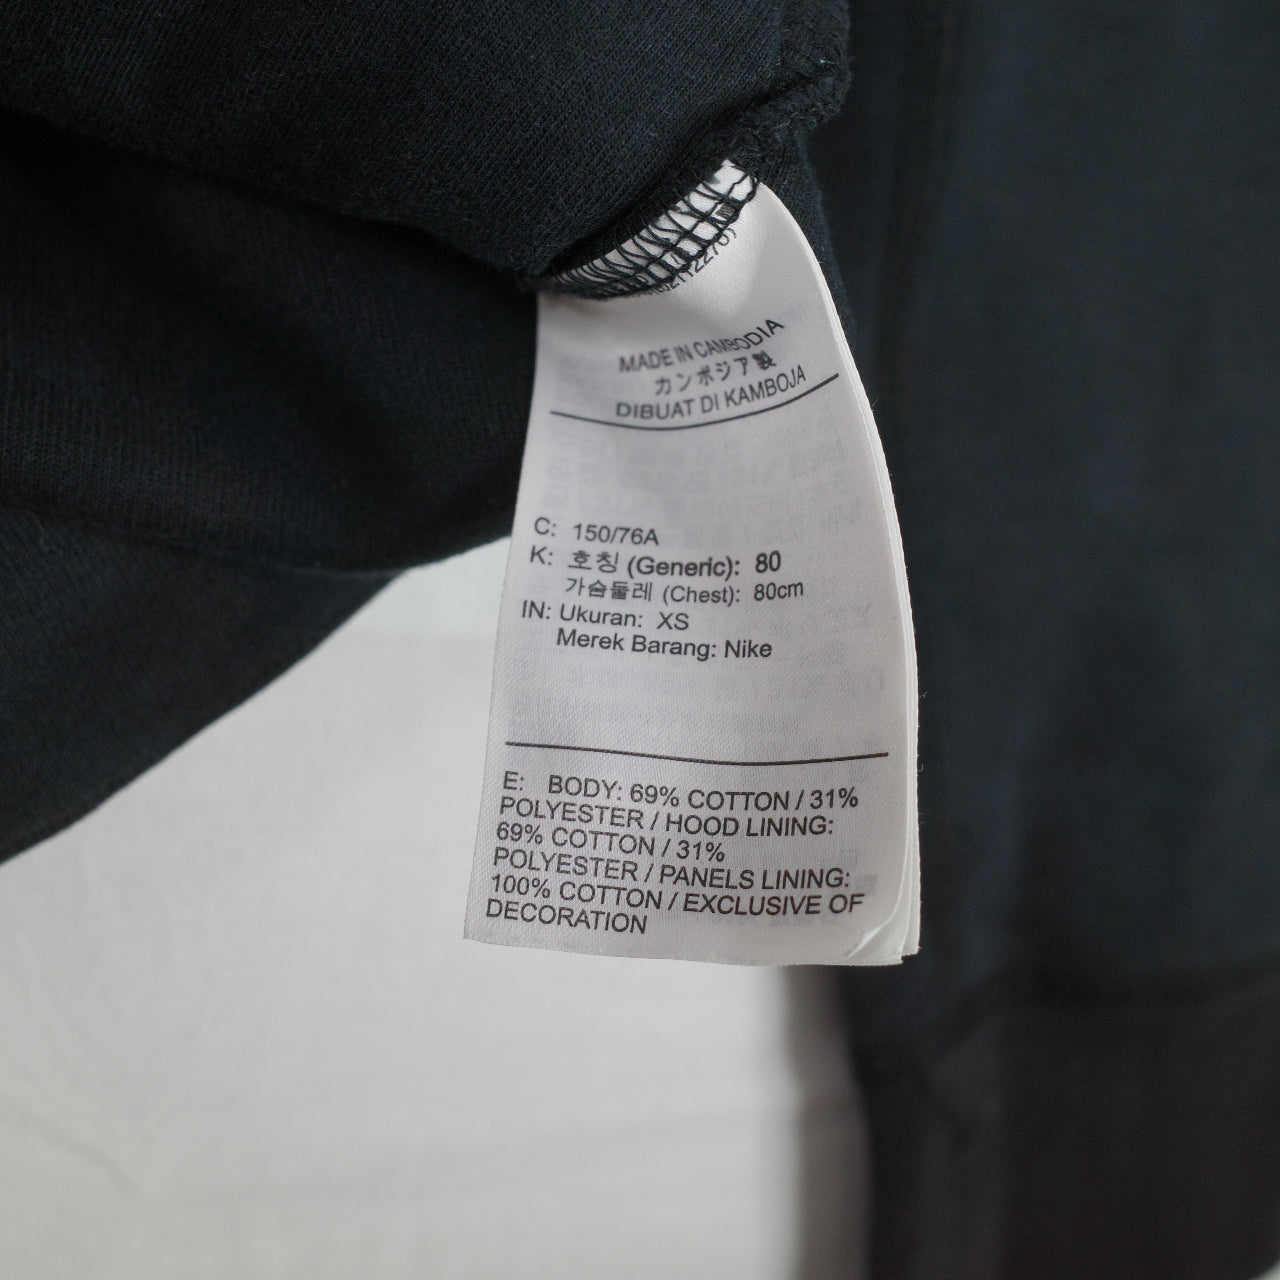 MADE IN CAMBODIA
カンボジア製
DIBUAT DI KAMBOJA
C: 150/76A
K: 호칭 (Generic): 80
가슴둘레 (Chest): 80cm
IN: Ukuran: XS
Merek Barang: Nike
E: BODY: 69% COTTON / 31%
POLYESTER / HOOD LINING:
69% COTTON / 31%
POLYESTER / PANELS LINING:
100% COTTON / EXCLUSIVE OF
DECORATION